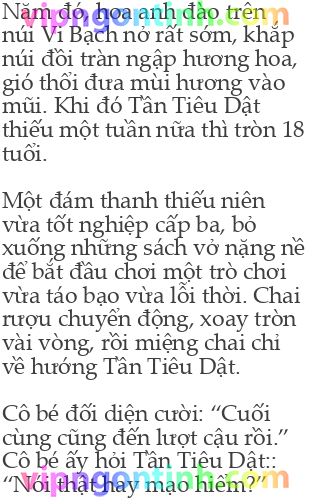 vipngontinh.com
Năm đó, hoa anh đào trên
núi Vi Bạch nở rất sớm, khắp
núi đồi tràn ngập hương hoa,
gió thổi đưa mùi hương vào
mũi. Khi đó Tần Tiêu Dật
thiếu một tuần nữa thì tròn 18
tuổi.
Một đám thanh thiếu niên
vừa tốt nghiệp cấp ba, bỏ
xuống những sách vở nặng nề
để bắt đầu chơi một trò chơi
vừa táo bạo vừa lỗi thời. Chai
rượu chuyển động, xoay tròn
vài vòng, rồi miệng chai chỉ
về hướng Tần Tiêu Dật.
Cô bé đối diện cười: “Cuối
cùng cũng đến lượt cậu rồi.”
Cô bé ấy hỏi Tần Tiêu Dật::
“Nói thật hay mạo hiểm?”
vipngontinh.com